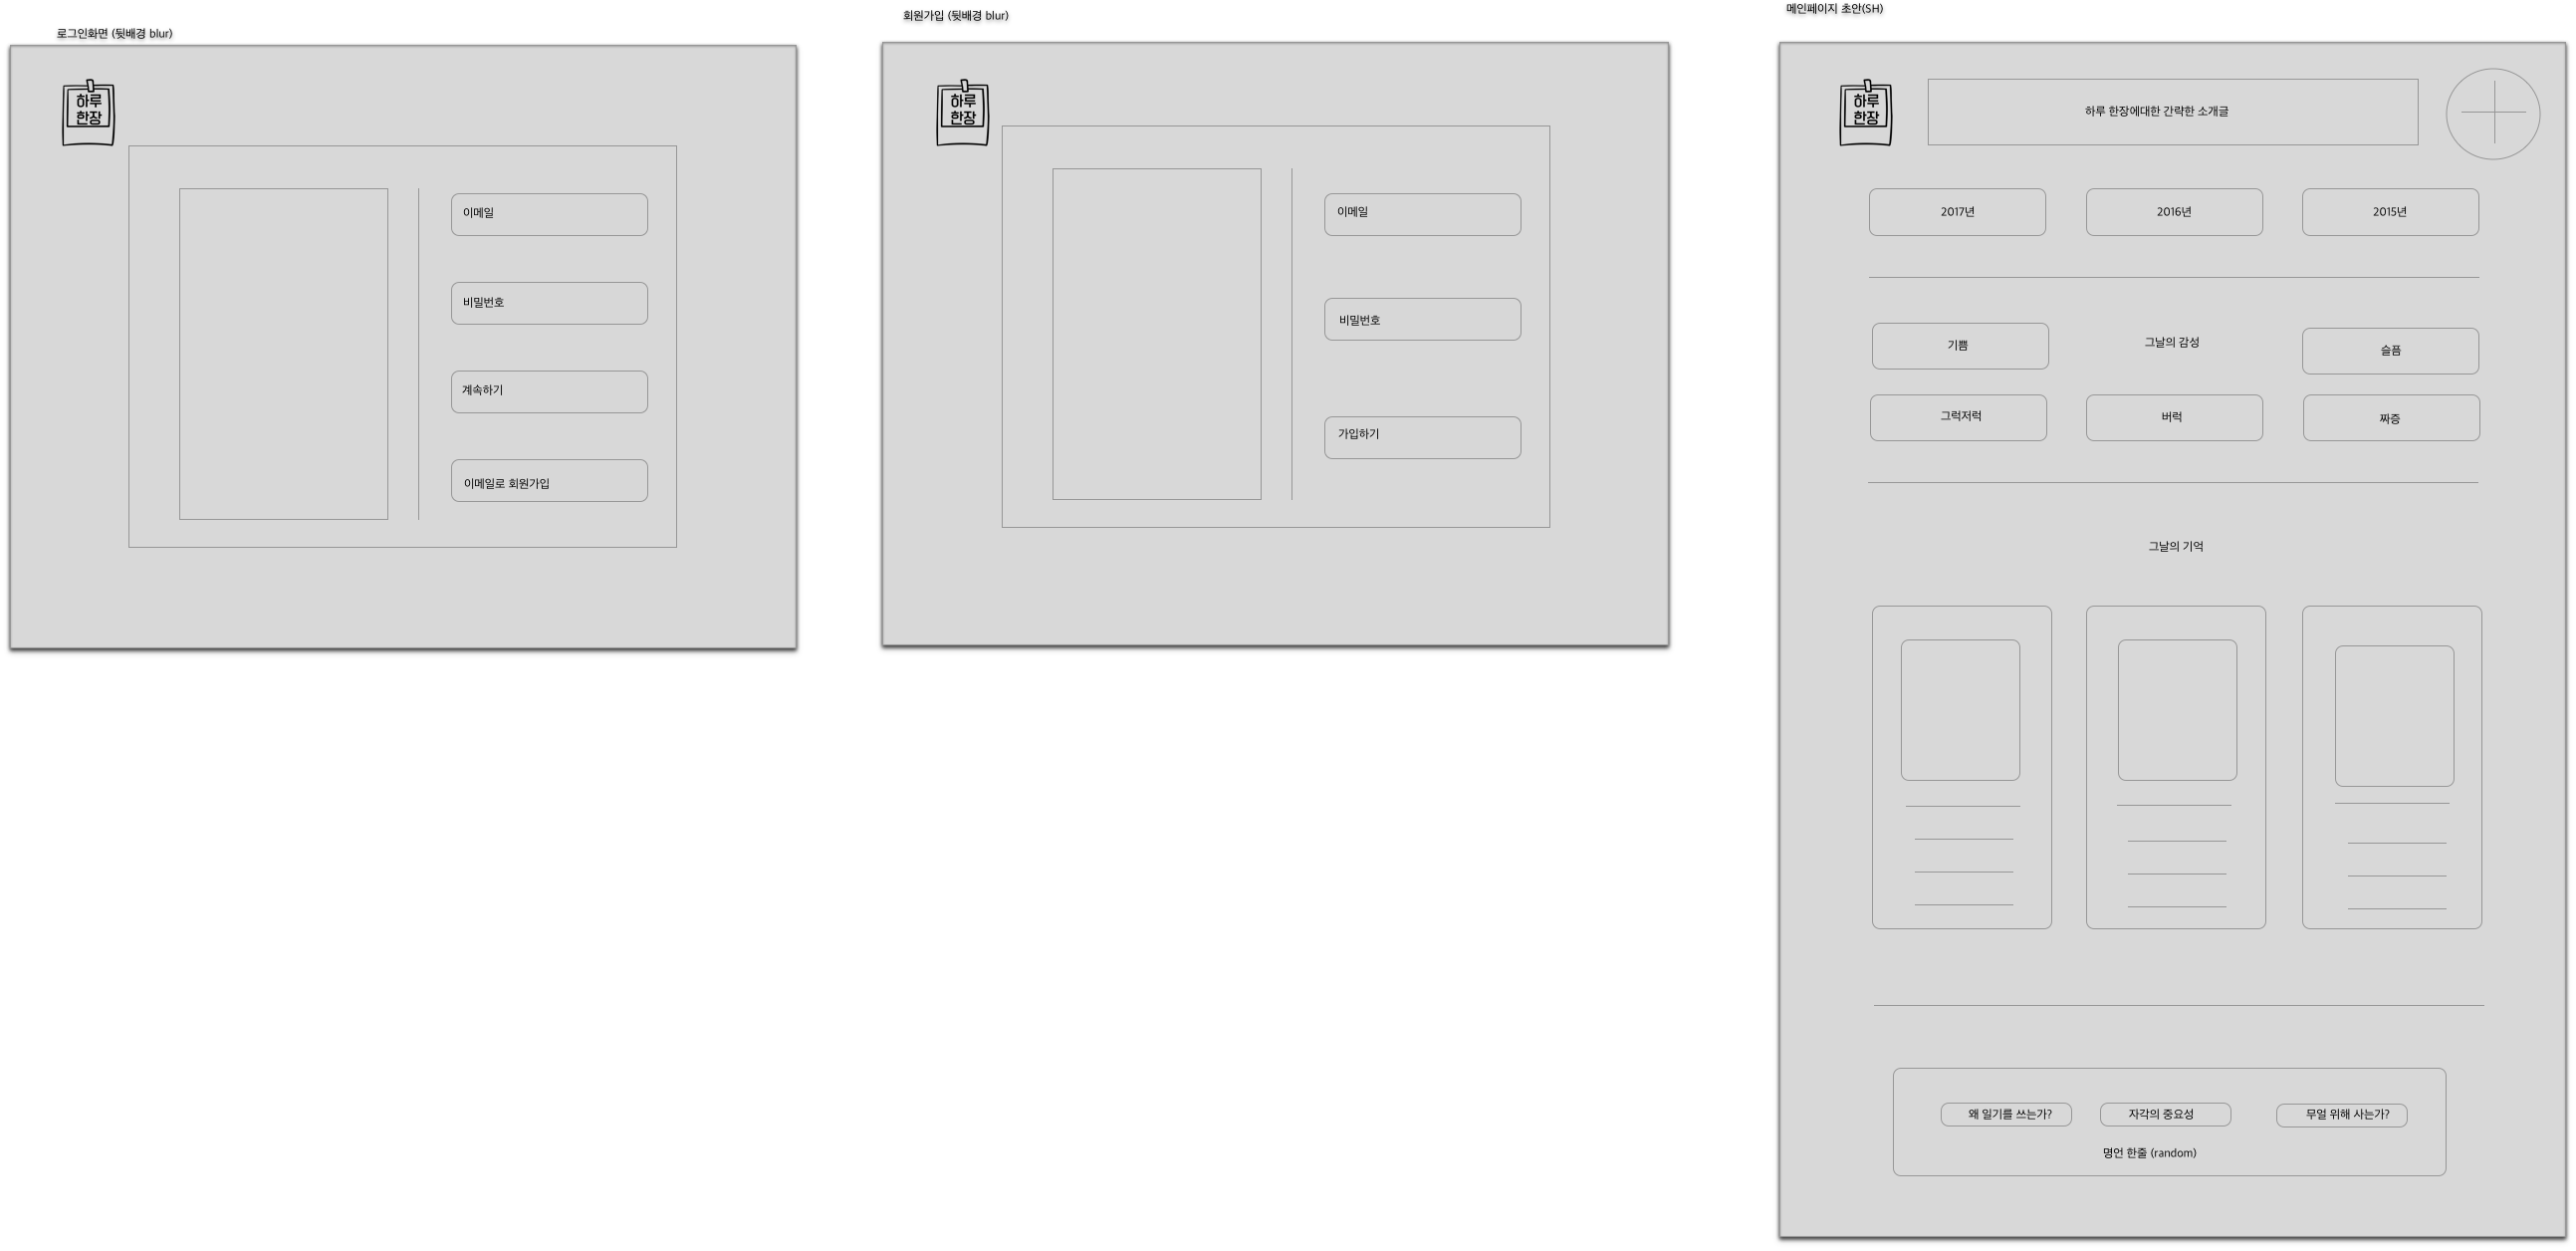 로그인화면 (뒷배경 blur)
하루
한장
이메일
비밀번호
계속하기
이메일로 회원가입
회원가입 (뒷배경 blur)
하루
한장
이메일
비밀번호
가입하기
메인페이지 초안(SH)
하루
한장
하루 한장에대한 간략한 소개글
2017년
2016년
2015년
기쁨
그날의 감성
슬픔
그럭저럭
버럭
짜증
그날의 기억
왜 일기를 쓰는가?
자각의 중요성
무얼 위해 사는가?
명언 한줄 (random)